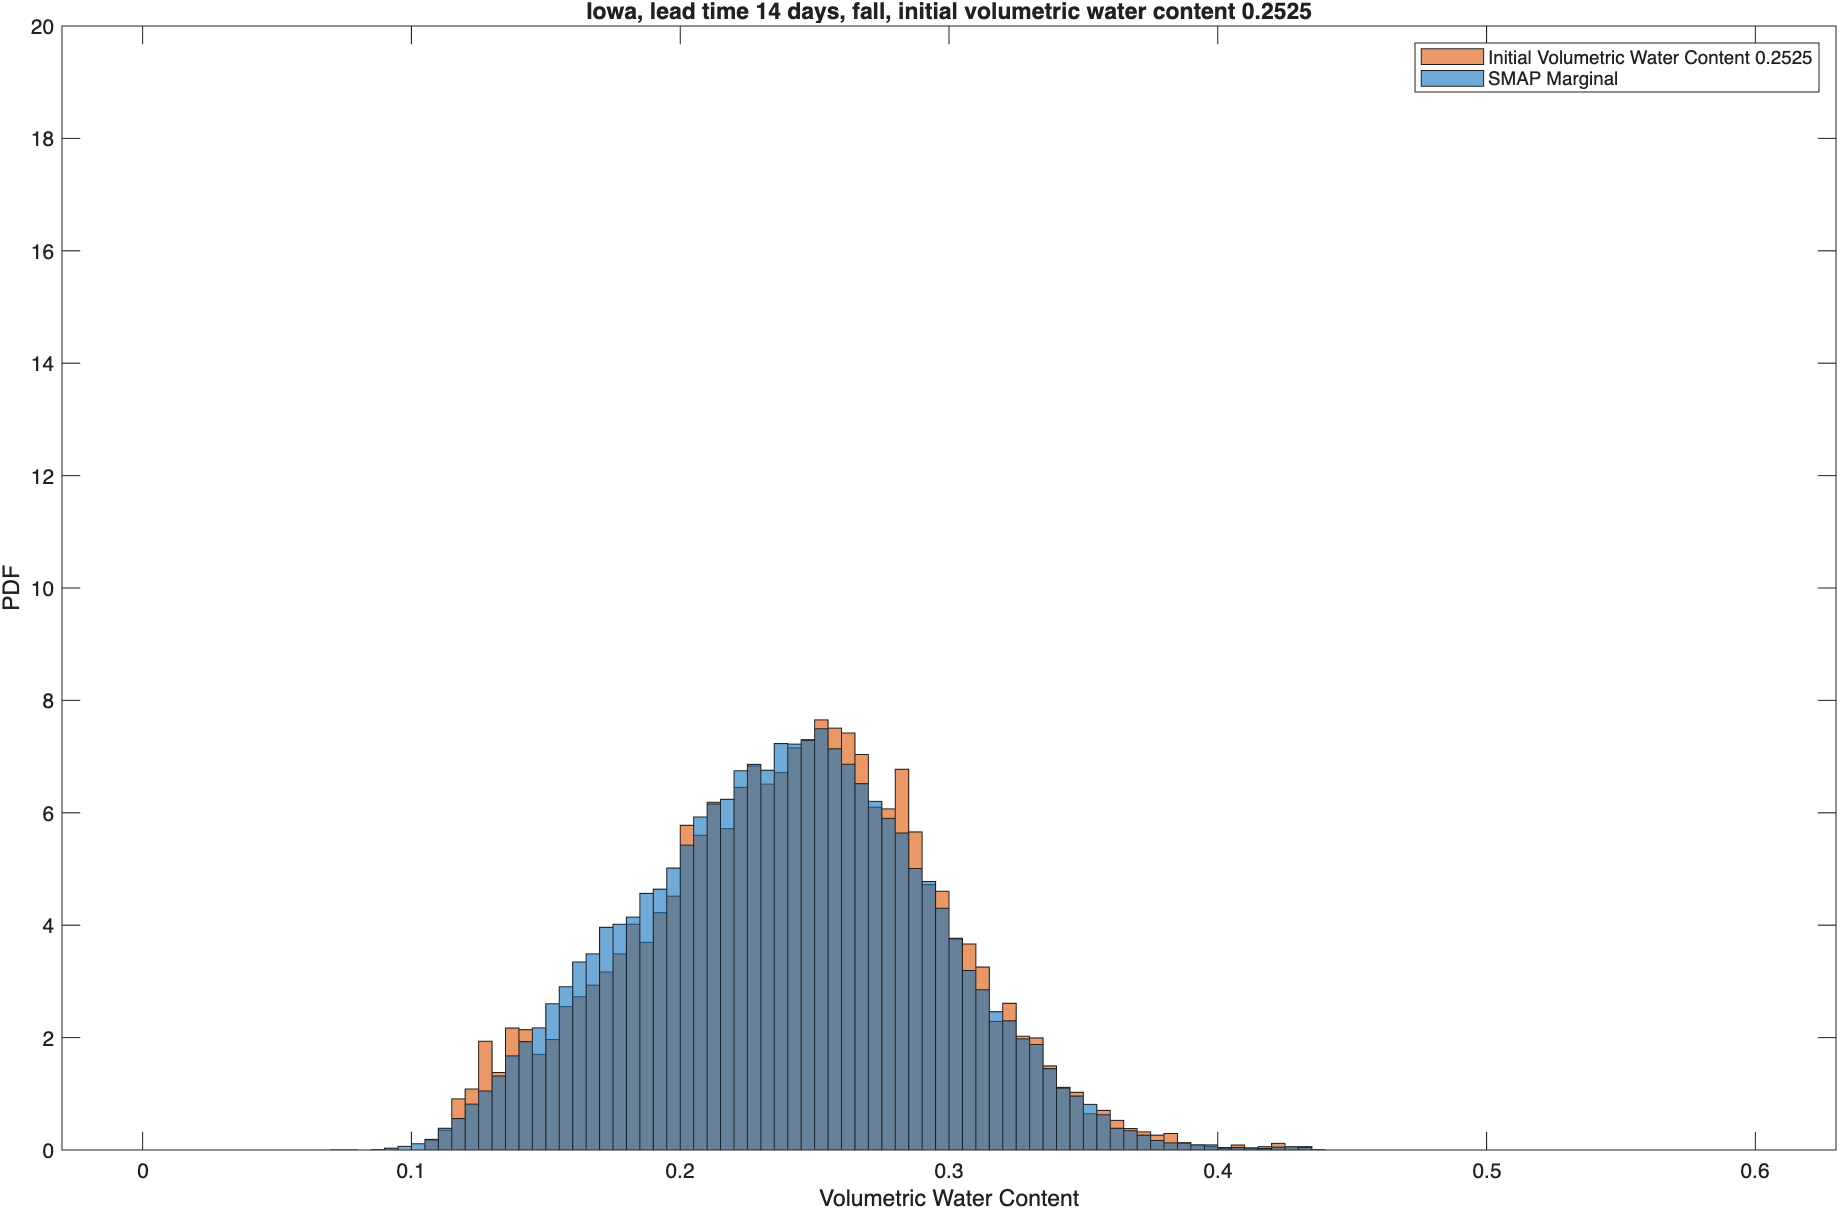 Iowa, lead time 14 days, fall, initial volumetric water content 0.2525
20
18
16
14
12
10
8
6
4
2
0
PDF
Initial Volumetric Water Content 0.2525
SMAP Marginal
0 0.1 0.2 0.3 0.4 0.5 0.6
Volumetric Water Content